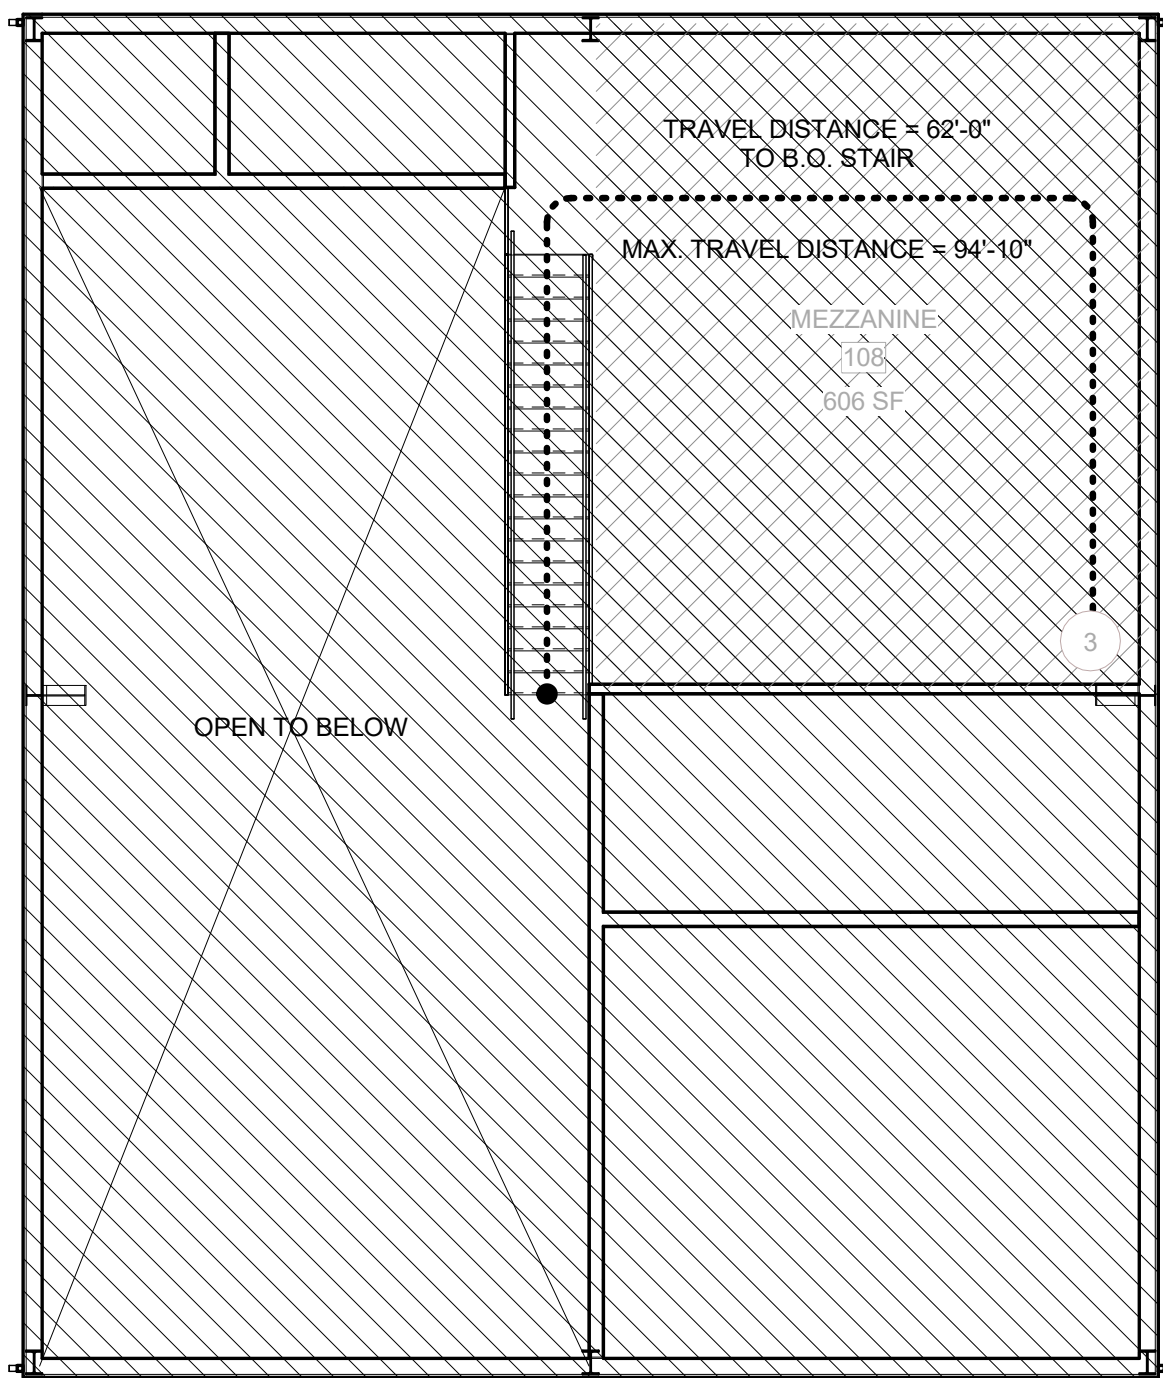 TRAVEL DISTANCE = 62'-0"
TO B.O. STAIR
MAX. TRAVEL DISTANCE = 94'-10"
MEZZANINE
108
606 SF
3
OPEN TO BELOW